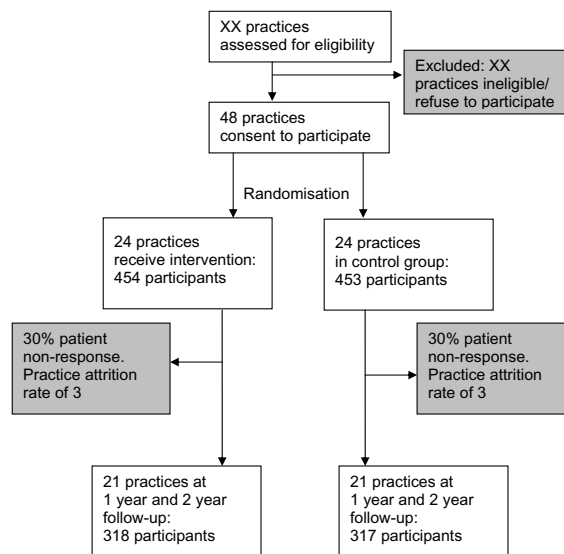 XX practices
assessed for eligibility
Excluded: XX
practices ineligible/
refuse to participate
48 practices
consent to participate
Randomisation
24 practices
receive intervention:
454 participants
24 practices
in control group:
453 participants
30% patient
non-response.
Practice attrition
rate of 3
30% patient
non-response.
Practice attrition
rate of 3
21 practices at
1 year and 2 year
follow-up:
318 participants
21 practices at
1 year and 2 year
follow-up:
317 participants